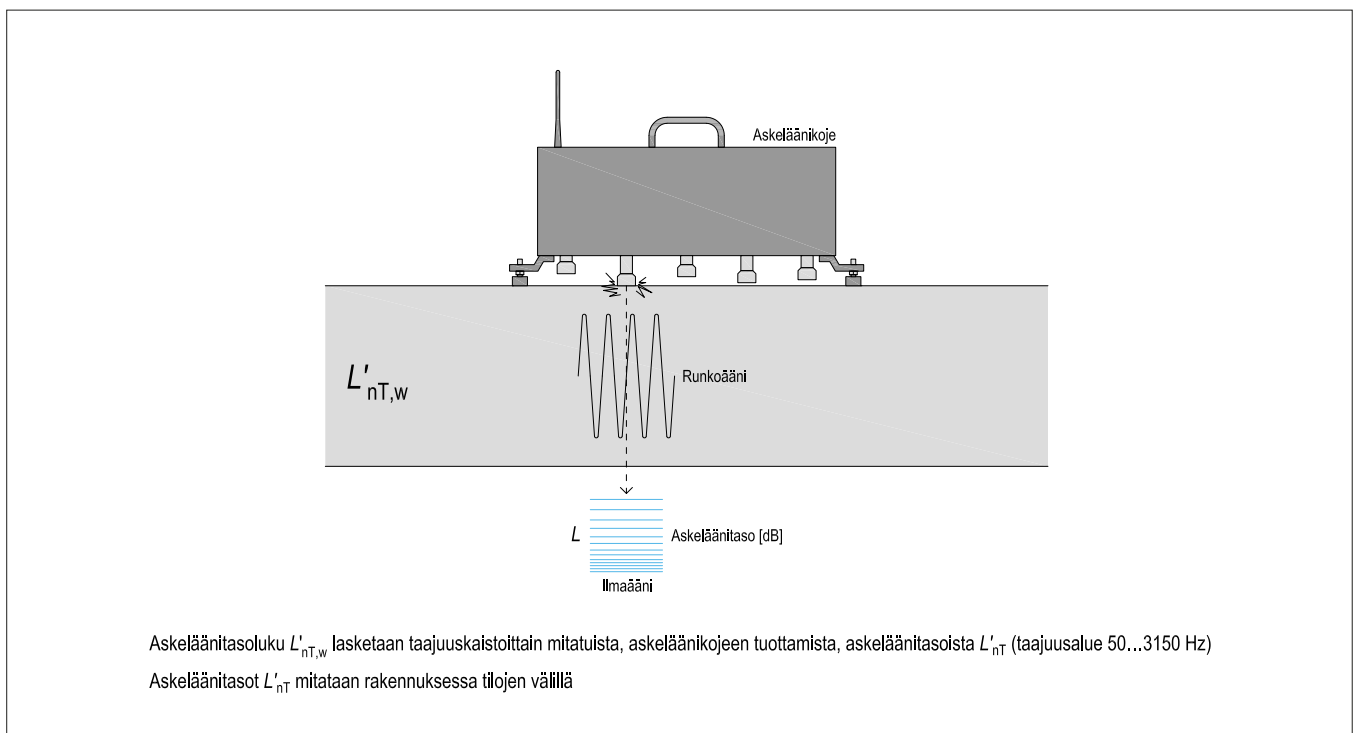 Askeläänikoje
L'nT,w
Runkoääni
L Askeläänitaso [dB]
Ilmaääni
Askeläänitasoluku L'nT,w lasketaan taajuuskaistoittain mitatuista, askeläänikojeen tuottamista, askeläänitasoista L'nT (taajuusalue 50...3150 Hz)
Askeläänitasot L'nT mitataan rakennuksessa tilojen välillä